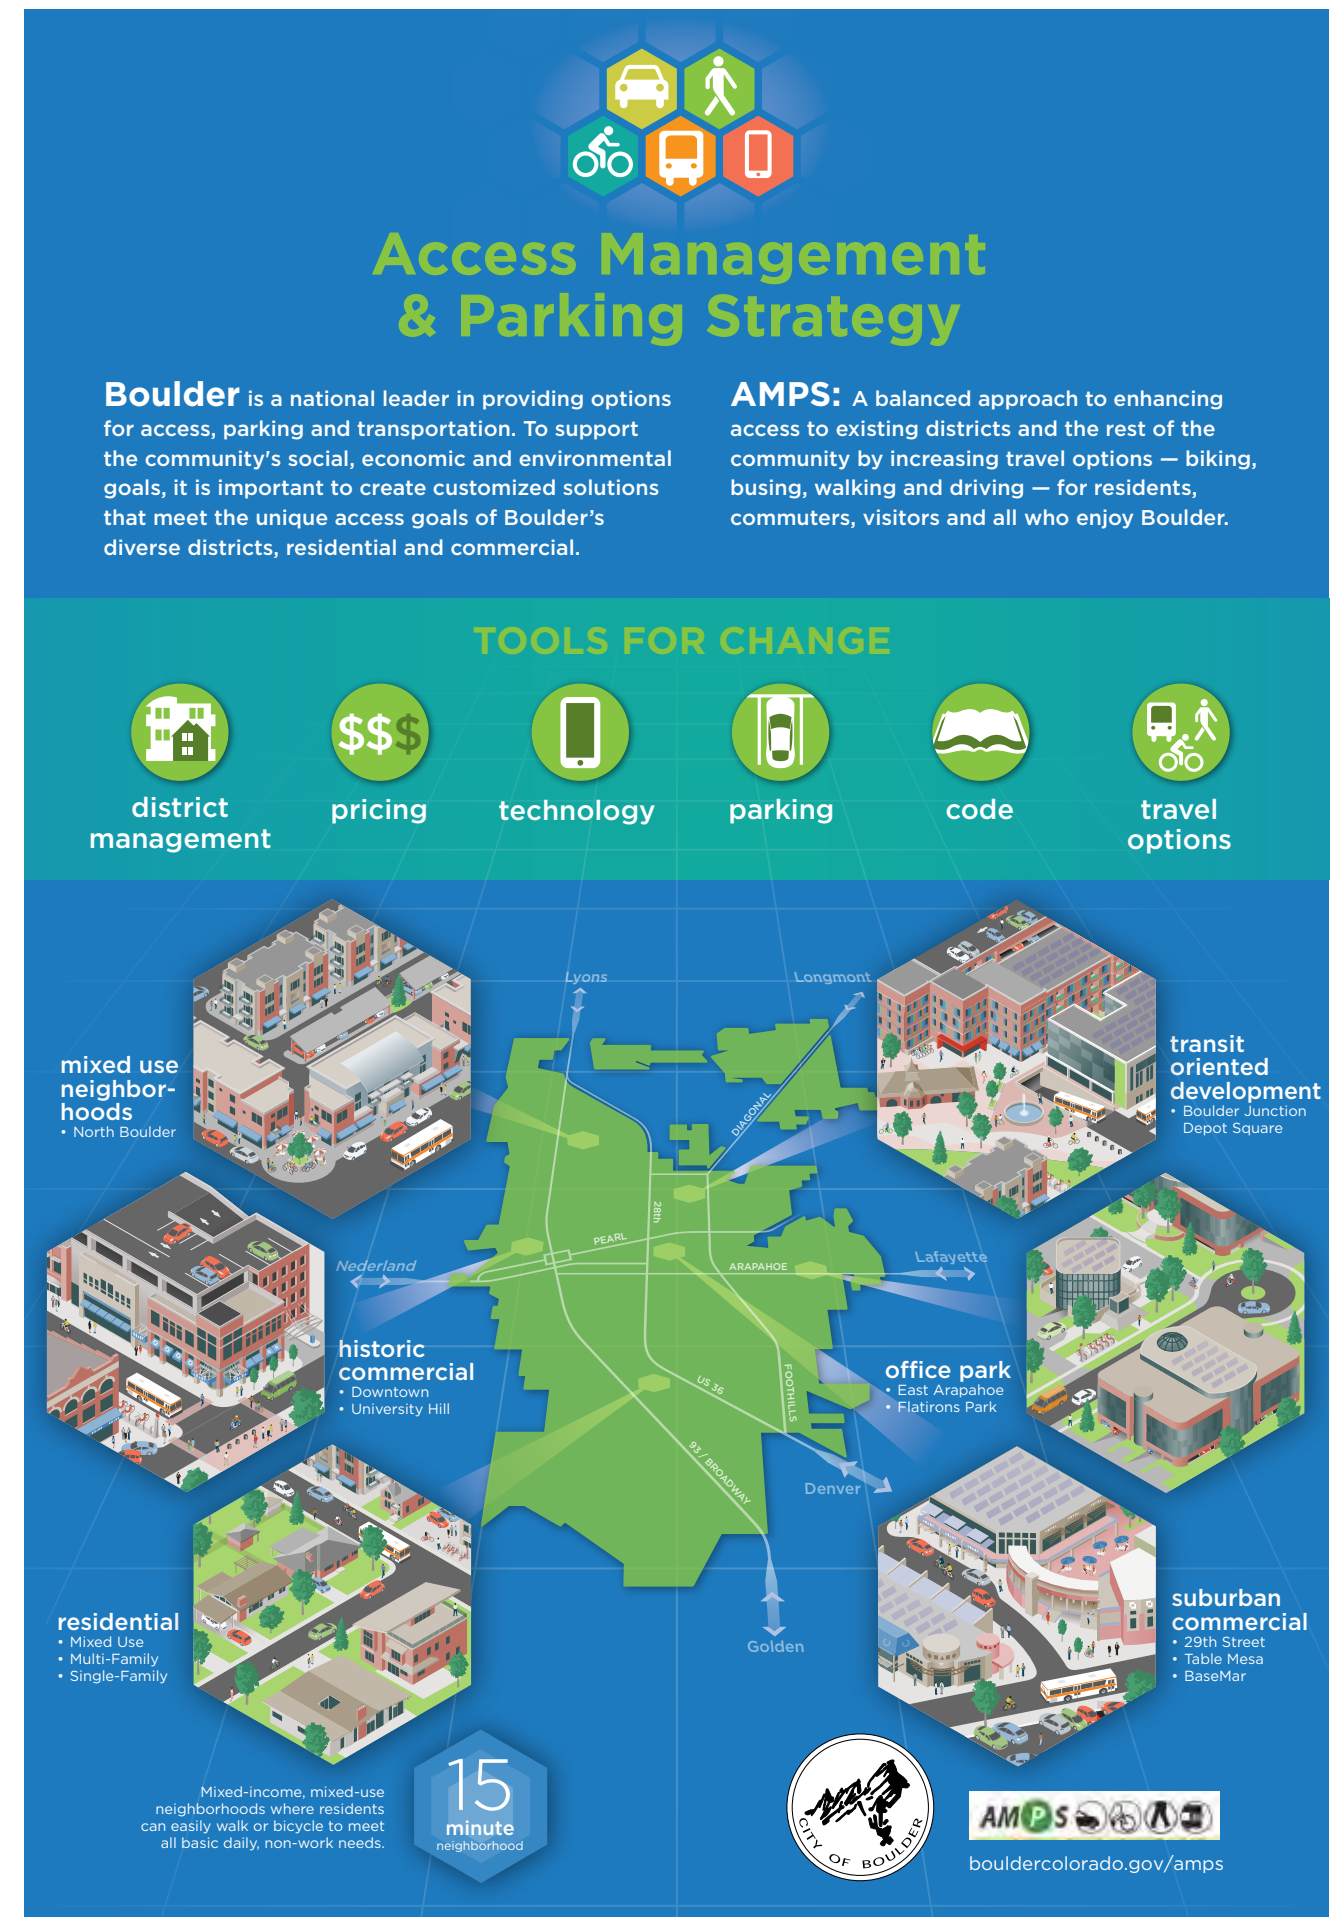 Access Management
& Parking Strategy
Boulder is a national leader in providing options
for access, parking and transportation. To support
the community's social, economic and environmental
goals, it is important to create customized solutions
that meet the unique access goals of Boulder's
diverse districts, residential and commercial.
AMPS: A balanced approach to enhancing
access to existing districts and the rest of the
community by increasing travel options — biking,
busing, walking and driving — for residents,
commuters, visitors and all who enjoy Boulder.
TOOLS FOR CHANGE
$$$
district
management
pricing
technology
parking
code
travel
options
Lyons
Longmont
mixed use
neighbor-
hoods
• North Boulder
transit
oriented
development
• Boulder Junction
Depot Square
DIAGONAL
28th
PEARL
ARAPAHOE
Nederland
Lafayette
historic
commercial
• Downtown
• University Hill
US 36
FOOTHILLS
office park
• East Arapahoe
• Flatirons Park
93 / BROADWAY
Denver
residential
• Mixed Use
• Multi-Family
• Single-Family
Golden
suburban
commercial
• 29th Street
• Table Mesa
• BaseMar
Mixed-income, mixed-use
neighborhoods where residents
can easily walk or bicycle to meet
all basic daily, non-work needs.
15
minute
neighborhood
CITY OF BOULDER
AMPS
bouldercolorado.gov/amps